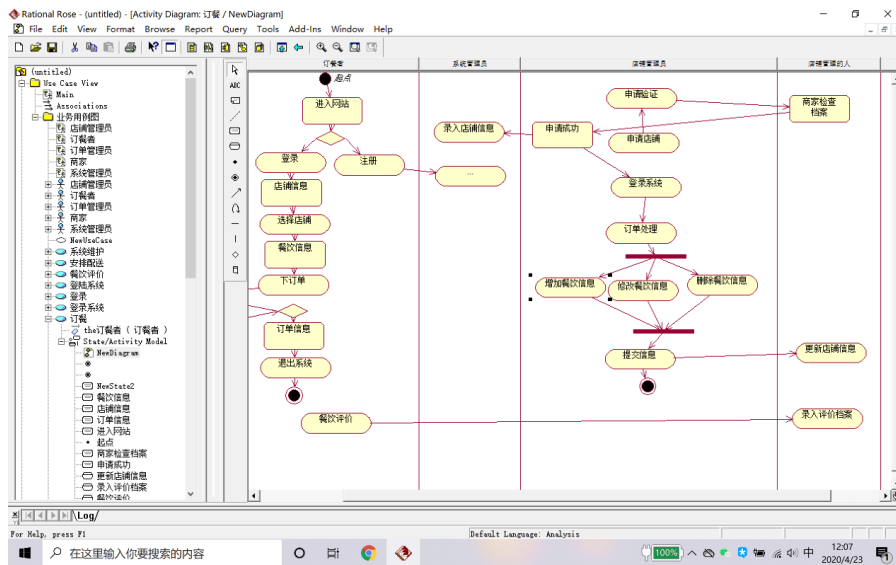 Rational Rose - (untitled) - [Activity Diagram: 订餐 / NewDiagram]
File Edit View Format Browse Report Query Tools Add-Ins Window Help
(untitled)
Use Case View
Main
Associations
业务用例图
店铺管理员
订餐者
订单管理员
商家
系统管理员
店铺管理员
订餐者
订单管理员
商家
系统管理员
NewUseCase
系统维护
安排配送
餐饮评价
登陆系统
登录
登录系统
订餐
the订餐者 ( 订餐者 )
State/Activity Model
NewDiagram
NewState2
餐饮信息
店铺信息
订单信息
进入网站
起点
商家检查档案
申请成功
更新店铺信息
录入评价档案
餐饮评价
ABC
订餐者
系统管理员
店铺管理员
店铺管理的人
起点
进入网站
登录
注册
店铺信息
选择店铺
餐饮信息
下订单
订单信息
退出系统
餐饮评价
录入店铺信息
...
申请验证
申请成功
申请店铺
登录系统
订单处理
增加餐饮信息
修改餐饮信息
删除餐饮信息
提交信息
商家检查
档案
更新店铺信息
录入评价档案
Log
For Help, press F1
Default Language: Analysis
在这里输入你要搜索的内容
100%
中
12:07
2020/4/23
1